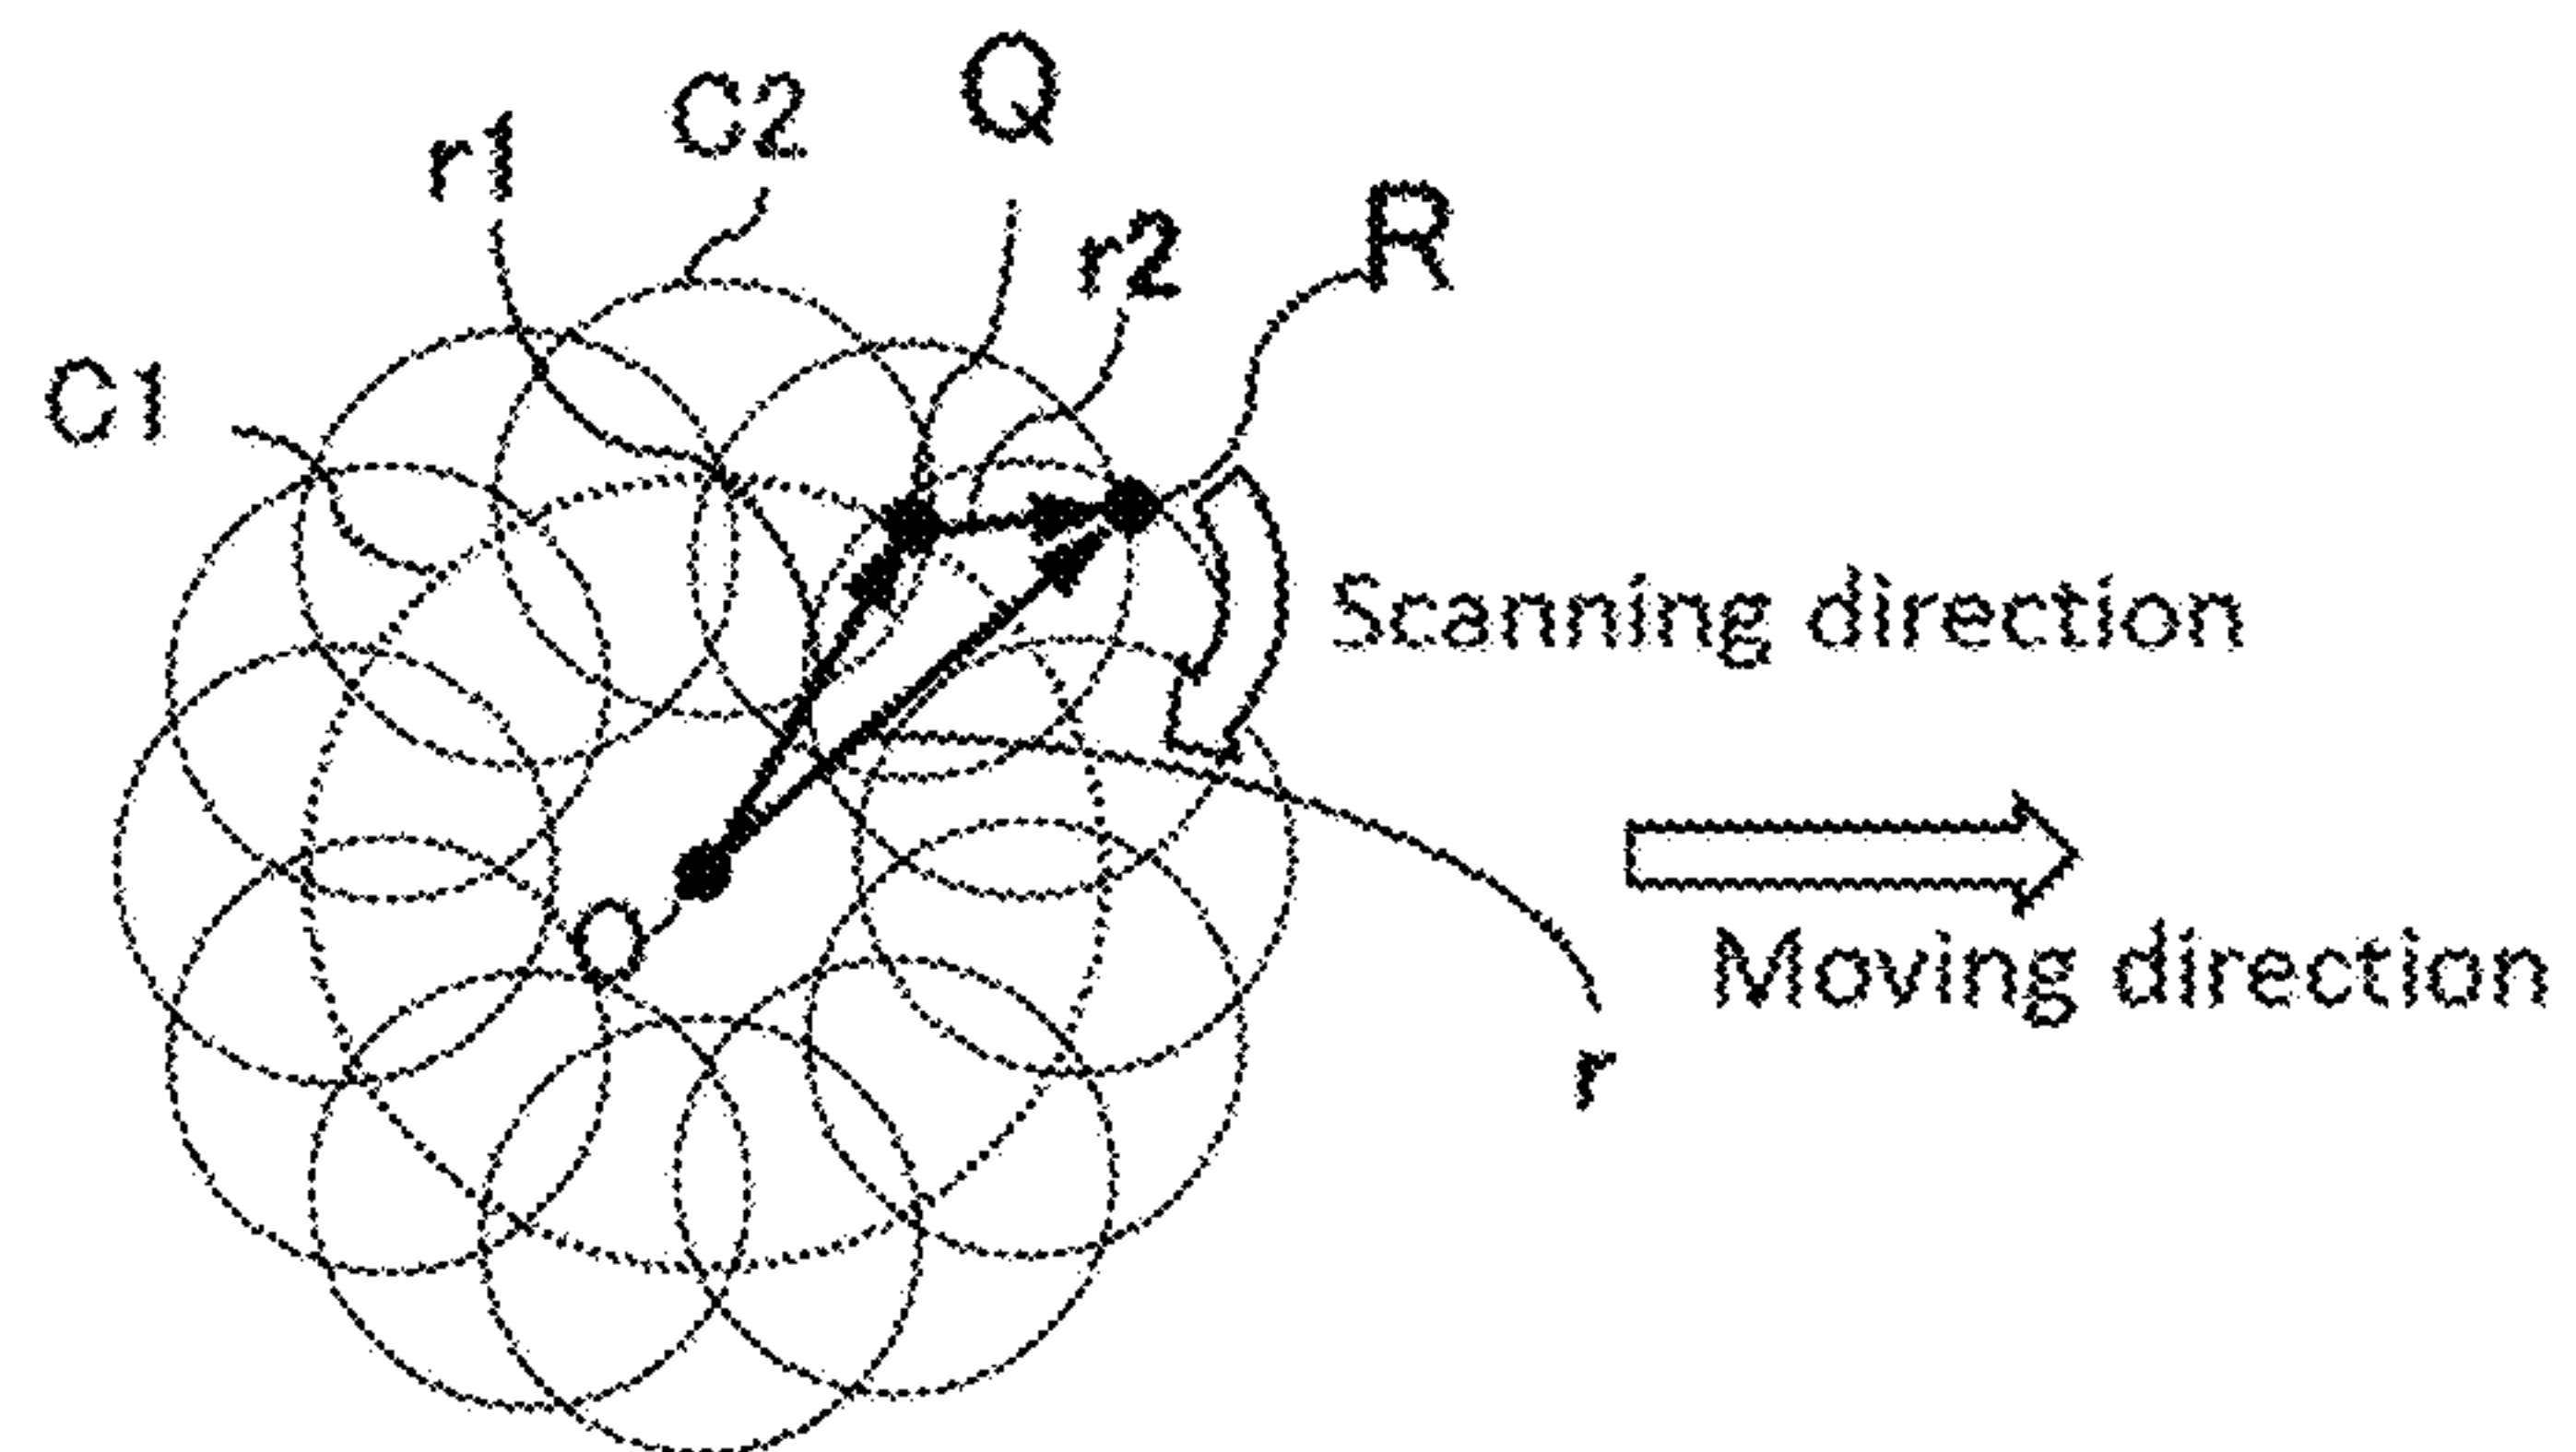 Q
C2
r1
R
r2
C1
Scanning direction
O
Moving direction
r